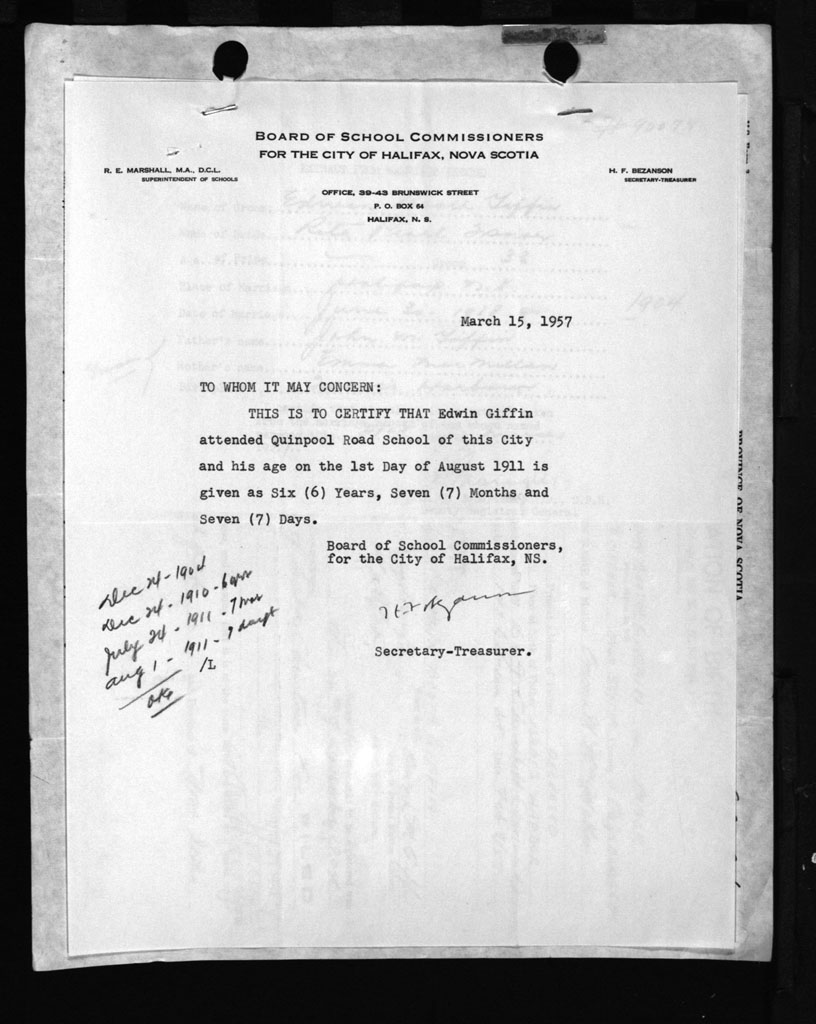 BOARD OF SCHOOL COMMISSIONERS
FOR THE CITY OF HALIFAX, NOVA SCOTIA
R. E. MARSHALL, M.A., D.C.L.
SUPERINTENDENT OF SCHOOLS
H. F. BEZANSON
SECRETARY-TREASURER
OFFICE, 39-43 BRUNSWICK STREET
P. O. BOX 64
HALIFAX, N. S.
March 15, 1957
TO WHOM IT MAY CONCERN:
THIS IS TO CERTIFY THAT Edwin Giffin
attended Quinpool Road School of this City
and his age on the 1st Day of August 1911 is
given as Six (6) Years, Seven (7) Months and
Seven (7) Days.
Board of School Commissioners,
for the City of Halifax, NS.
Secretary-Treasurer.
Dec 24 - 1904
Dec 24 - 1910 - 6 yrs
July 24 - 1911 - 7 mos
Aug 1 - 1911 - 7 days
/L
OK
PROVINCE OF NOVA SCOTIA